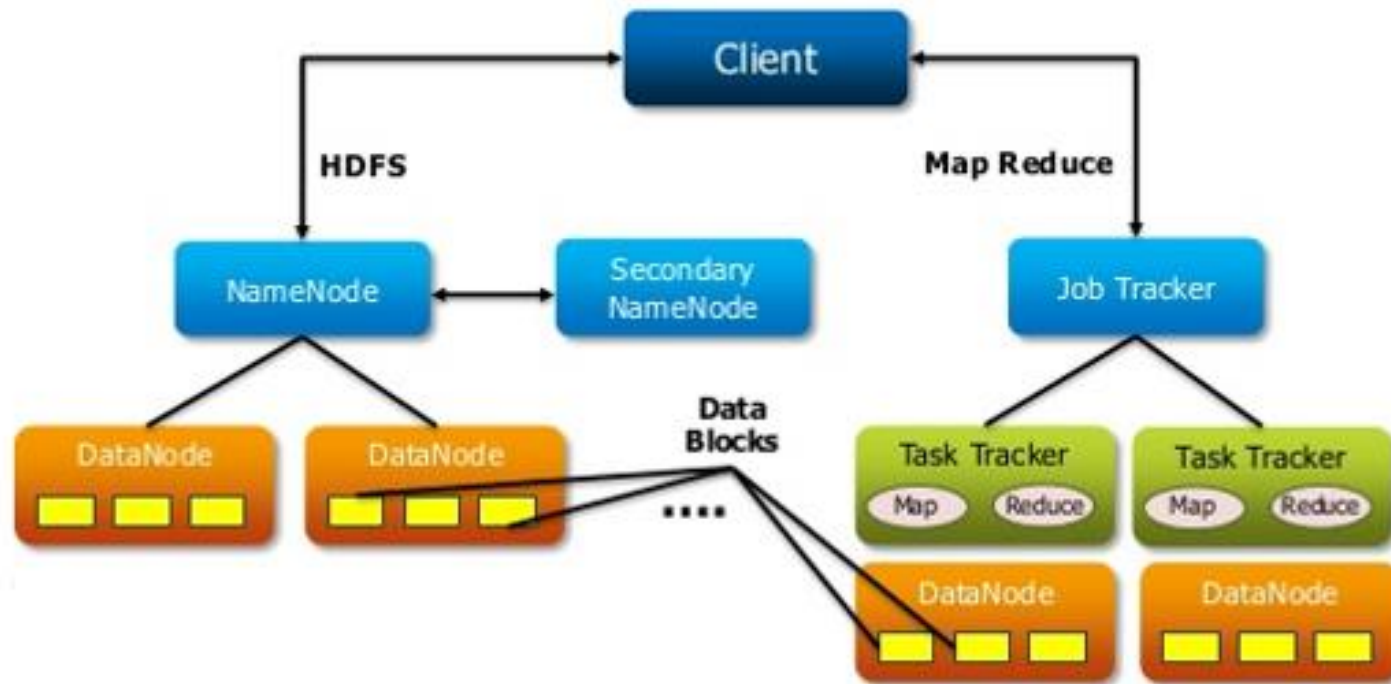 Client
HDFS
Map Reduce
NameNode
Secondary
NameNode
Job Tracker
DataNode
DataNode
Data
Blocks
....
Task Tracker
Map
Reduce
Task Tracker
Map
Reduce
DataNode
DataNode